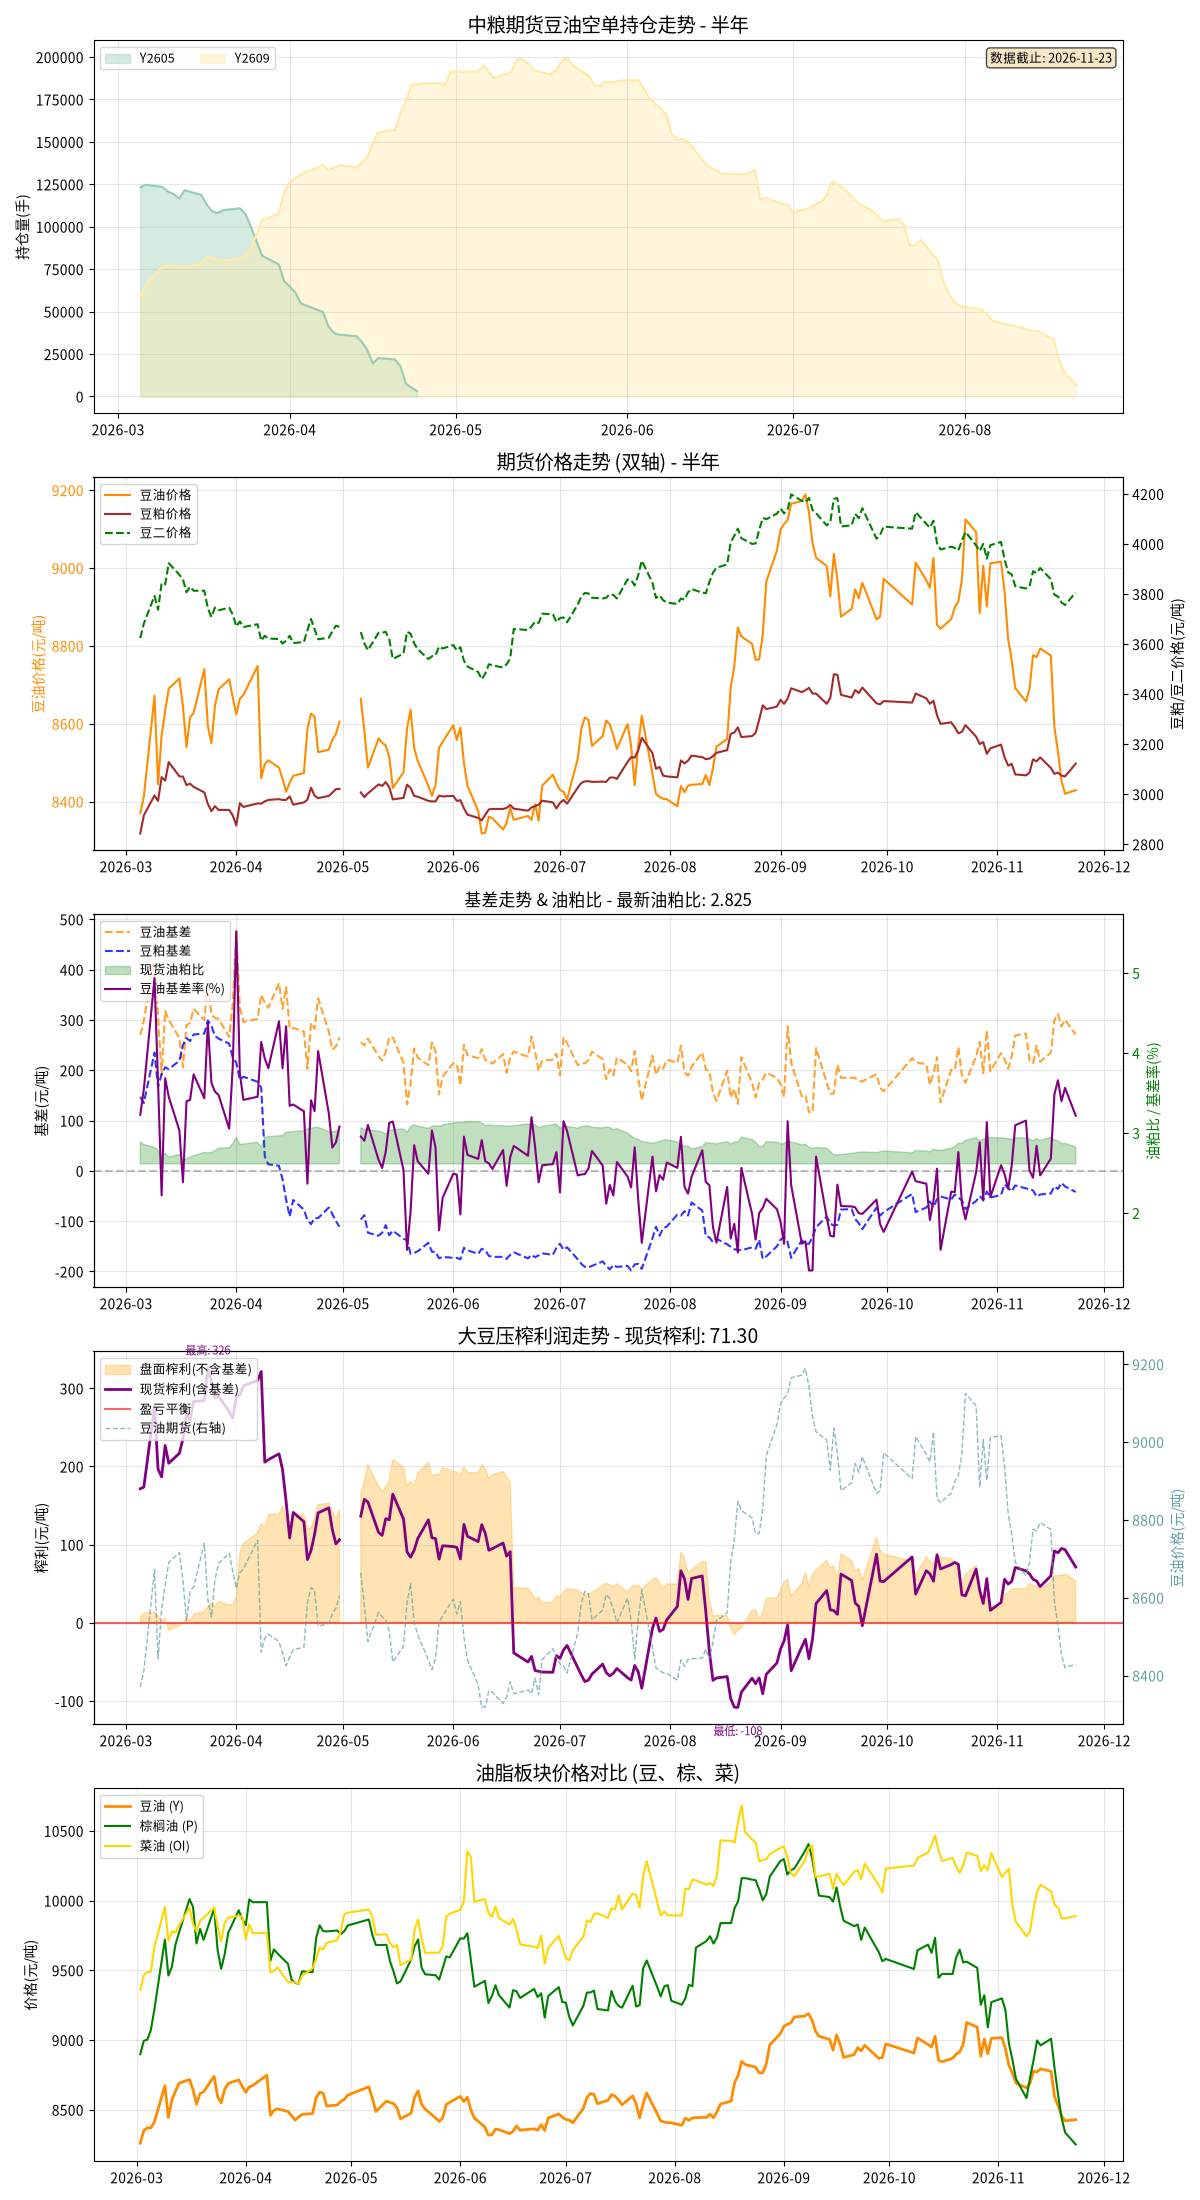 中粮期货豆油空单持仓走势 - 半年
Y2605
Y2609
数据截止: 2026-11-23
持仓量(手)
200000
175000
150000
125000
100000
75000
50000
25000
0
2026-03 2026-04 2026-05 2026-06 2026-07 2026-08
期货价格走势 (双轴) - 半年
豆油价格
豆粕价格
豆二价格
豆油价格(元/吨)
9200
9000
8800
8600
8400
豆粕/豆二价格(元/吨)
4200
4000
3800
3600
3400
3200
3000
2800
2026-03 2026-04 2026-05 2026-06 2026-07 2026-08 2026-09 2026-10 2026-11 2026-12
基差走势 & 油粕比 - 最新油粕比: 2.825
豆油基差
豆粕基差
现货油粕比
豆油基差率(%)
基差(元/吨)
500
400
300
200
100
0
-100
-200
油粕比 / 基差率(%)
5
4
3
2
2026-03 2026-04 2026-05 2026-06 2026-07 2026-08 2026-09 2026-10 2026-11 2026-12
大豆压榨利润走势 - 现货榨利: 71.30
最高: 326
盘面榨利(不含基差)
现货榨利(含基差)
盈亏平衡
豆油期货(右轴)
榨利(元/吨)
300
200
100
0
-100
豆油价格(元/吨)
9200
9000
8800
8600
8400
最低: -108
2026-03 2026-04 2026-05 2026-06 2026-07 2026-08 2026-09 2026-10 2026-11 2026-12
油脂板块价格对比 (豆、棕、菜)
豆油 (Y)
棕榈油 (P)
菜油 (OI)
价格(元/吨)
10500
10000
9500
9000
8500
2026-03 2026-04 2026-05 2026-06 2026-07 2026-08 2026-09 2026-10 2026-11 2026-12